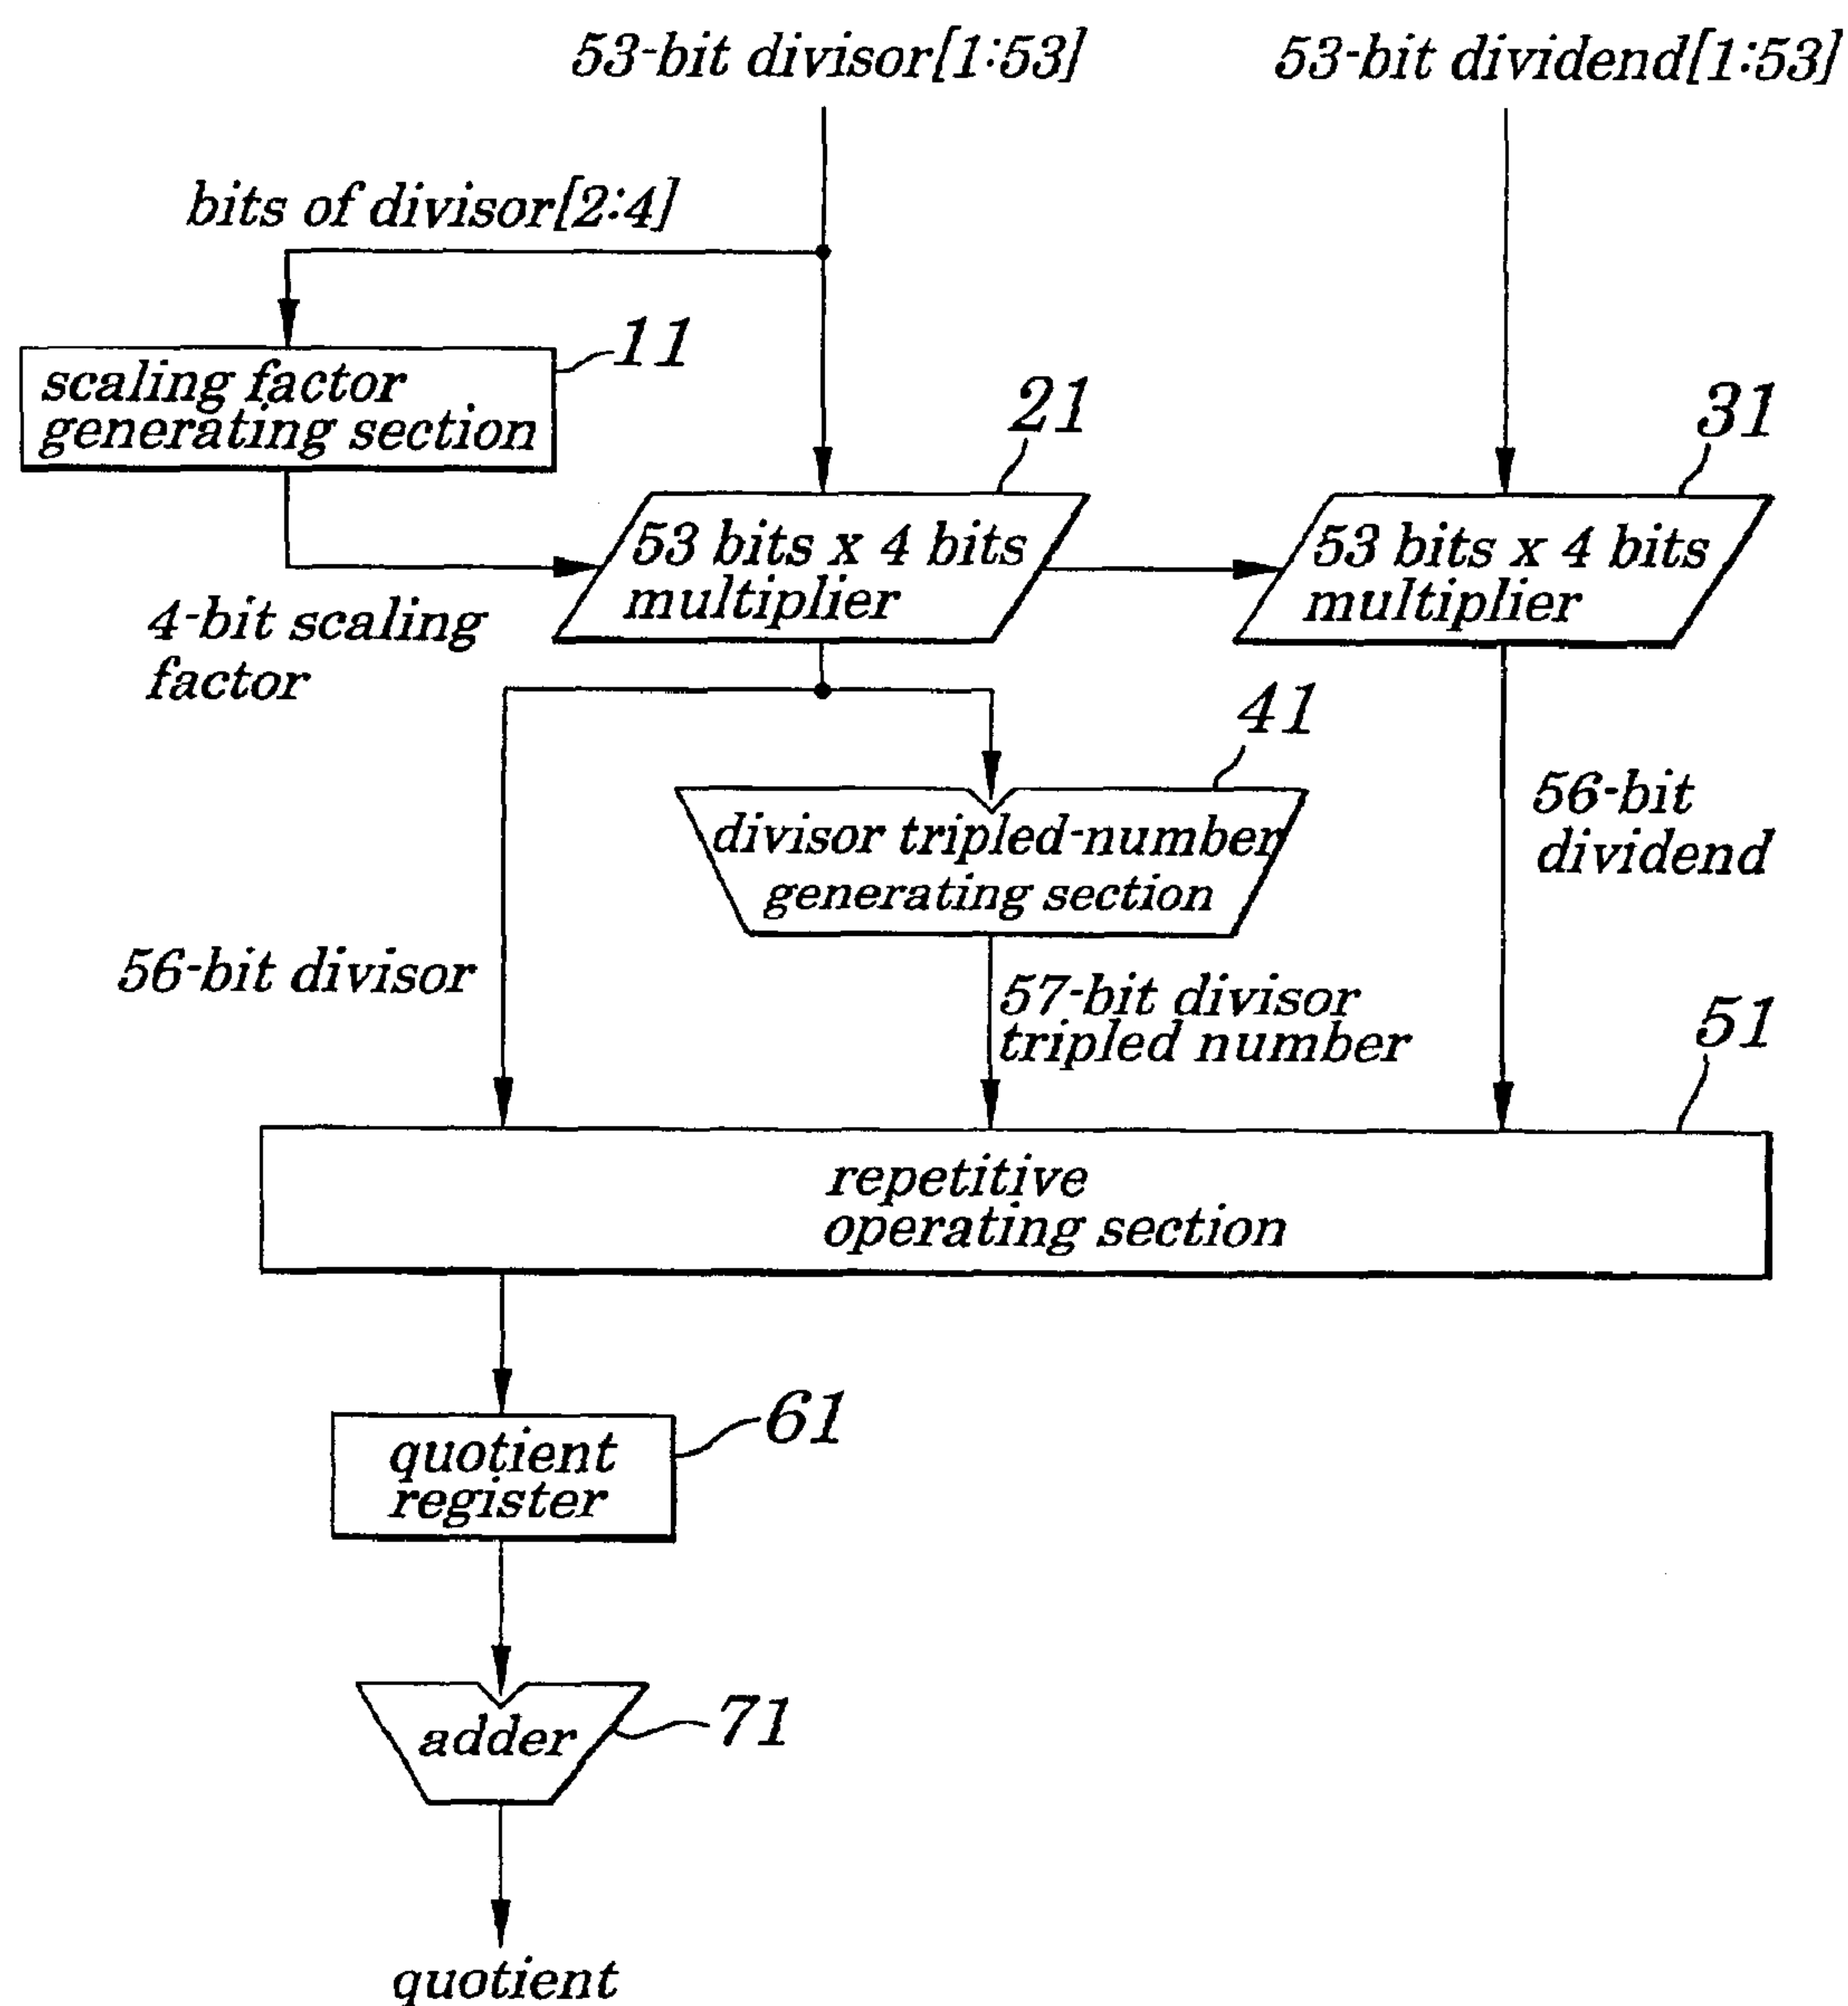 53-bit divisor[1:53]
53-bit dividend[1:53]
bits of divisor[2:4]
11
scaling factor
generating section
21
31
53 bits x 4 bits
multiplier
53 bits x 4 bits
multiplier
4-bit scaling
factor
41
divisor tripled-number
generating section
56-bit
dividend
56-bit divisor
57-bit divisor
tripled number
51
repetitive
operating section
61
quotient
register
71
adder
quotient